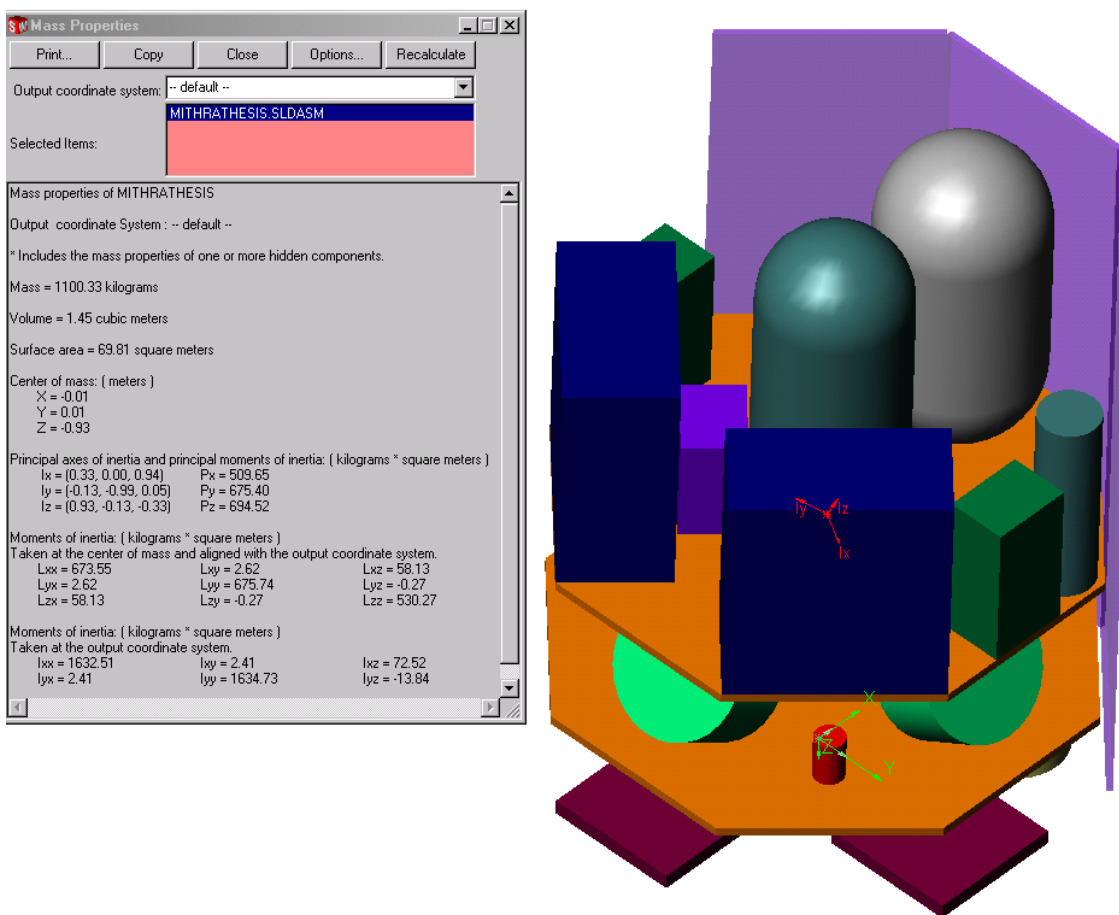 Mass Properties
Print... Copy Close Options... Recalculate
Output coordinate system: -- default --
MITHRATHESIS.SLDASM
Selected Items:
Mass properties of MITHRATHESIS
Output coordinate System : -- default --
* Includes the mass properties of one or more hidden components.
Mass = 1100.33 kilograms
Volume = 1.45 cubic meters
Surface area = 69.81 square meters
Center of mass: ( meters )
X = -0.01
Y = 0.01
Z = -0.93
Principal axes of inertia and principal moments of inertia: ( kilograms * square meters )
Ix = (0.33, 0.00, 0.94) Px = 509.65
Iy = (-0.13, -0.99, 0.05) Py = 675.40
Iz = (0.93, -0.13, -0.33) Pz = 694.52
Moments of inertia: ( kilograms * square meters )
Taken at the center of mass and aligned with the output coordinate system.
Lxx = 673.55 Lxy = 2.62 Lxz = 58.13
Lyx = 2.62 Lyy = 675.74 Lyz = -0.27
Lzx = 58.13 Lzy = -0.27 Lzz = 530.27
Moments of inertia: ( kilograms * square meters )
Taken at the output coordinate system.
Ixx = 1632.51 Ixy = 2.41 Ixz = 72.52
Iyx = 2.41 Iyy = 1634.73 Iyz = -13.84
Iy Iz
Ix
X
Z
Y